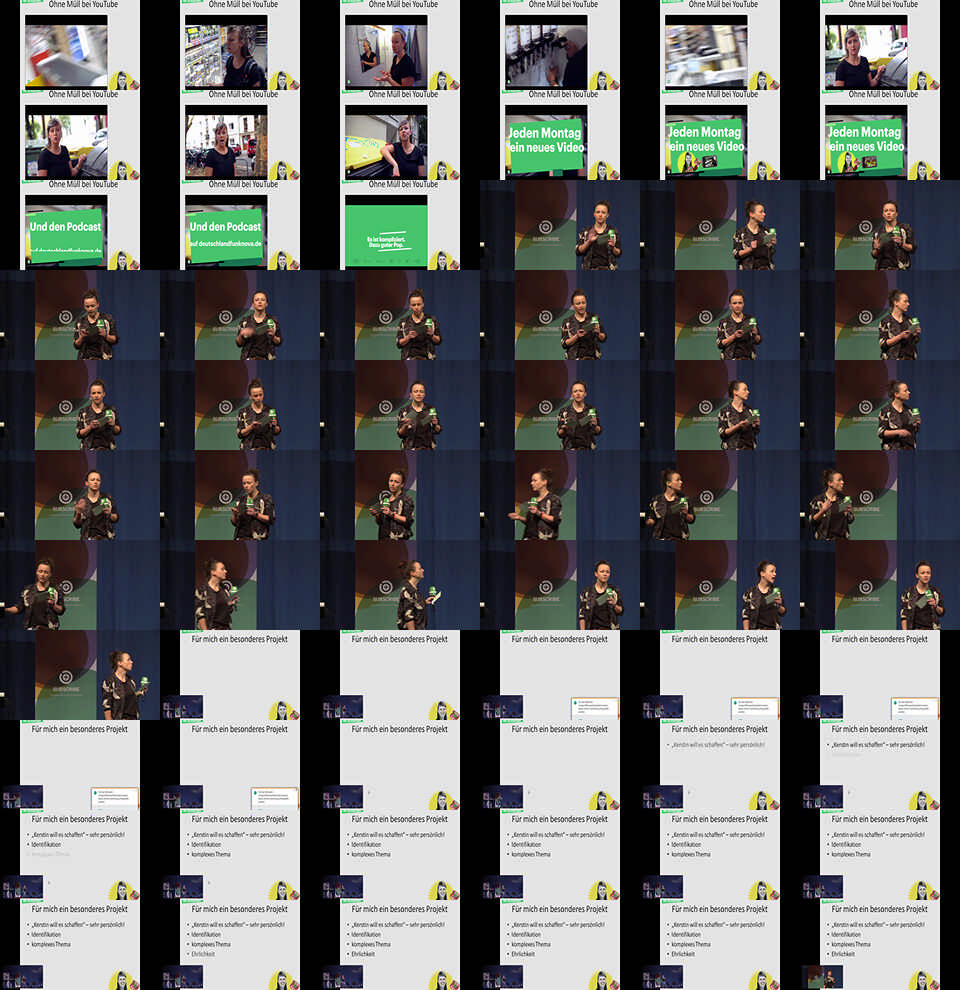 Ohne Müll bei YouTube
Ohne Müll bei YouTube
Ohne Müll bei YouTube
Ohne Müll bei YouTube
Ohne Müll bei YouTube
Ohne Müll bei YouTube
Ohne Müll bei YouTube
Ohne Müll bei YouTube
Ohne Müll bei YouTube
Ohne Müll bei YouTube
Jeden Montag
ein neues Video
Ohne Müll bei YouTube
Jeden Montag
ein neues Video
Ohne Müll bei YouTube
Jeden Montag
ein neues Video
Ohne Müll bei YouTube
Und den Podcast
auf deutschlandfunknova.de
Ohne Müll bei YouTube
Und den Podcast
auf deutschlandfunknova.de
Ohne Müll bei YouTube
Es ist kompliziert.
Dazu guter Pop.
SUBSCRIBE
SUBSCRIBE
SUBSCRIBE
SUBSCRIBE
SUBSCRIBE
SUBSCRIBE
SUBSCRIBE
SUBSCRIBE
SUBSCRIBE
Für mich ein besonderes Projekt
Für mich ein besonderes Projekt
Für mich ein besonderes Projekt
Für mich ein besonderes Projekt
Für mich ein besonderes Projekt
Für mich ein besonderes Projekt
Für mich ein besonderes Projekt
Für mich ein besonderes Projekt
Für mich ein besonderes Projekt
Für mich ein besonderes Projekt
• „Kerstin will es schaffen“ – sehr persönlich!
Für mich ein besonderes Projekt
• „Kerstin will es schaffen“ – sehr persönlich!
Für mich ein besonderes Projekt
• „Kerstin will es schaffen“ – sehr persönlich!
• Identifikation
• komplexes Thema
Für mich ein besonderes Projekt
• „Kerstin will es schaffen“ – sehr persönlich!
• Identifikation
• komplexes Thema
Für mich ein besonderes Projekt
• „Kerstin will es schaffen“ – sehr persönlich!
• Identifikation
• komplexes Thema
Für mich ein besonderes Projekt
• „Kerstin will es schaffen“ – sehr persönlich!
• Identifikation
• komplexes Thema
Für mich ein besonderes Projekt
• „Kerstin will es schaffen“ – sehr persönlich!
• Identifikation
• komplexes Thema
Für mich ein besonderes Projekt
• „Kerstin will es schaffen“ – sehr persönlich!
• Identifikation
• komplexes Thema
Für mich ein besonderes Projekt
• „Kerstin will es schaffen“ – sehr persönlich!
• Identifikation
• komplexes Thema
Für mich ein besonderes Projekt
• „Kerstin will es schaffen“ – sehr persönlich!
• Identifikation
• komplexes Thema
• Ehrlichkeit
Für mich ein besonderes Projekt
• „Kerstin will es schaffen“ – sehr persönlich!
• Identifikation
• komplexes Thema
• Ehrlichkeit
Für mich ein besonderes Projekt
• „Kerstin will es schaffen“ – sehr persönlich!
• Identifikation
• komplexes Thema
• Ehrlichkeit
Für mich ein besonderes Projekt
• „Kerstin will es schaffen“ – sehr persönlich!
• Identifikation
• komplexes Thema
• Ehrlichkeit
Für mich ein besonderes Projekt
• „Kerstin will es schaffen“ – sehr persönlich!
• Identifikation
• komplexes Thema
• Ehrlichkeit